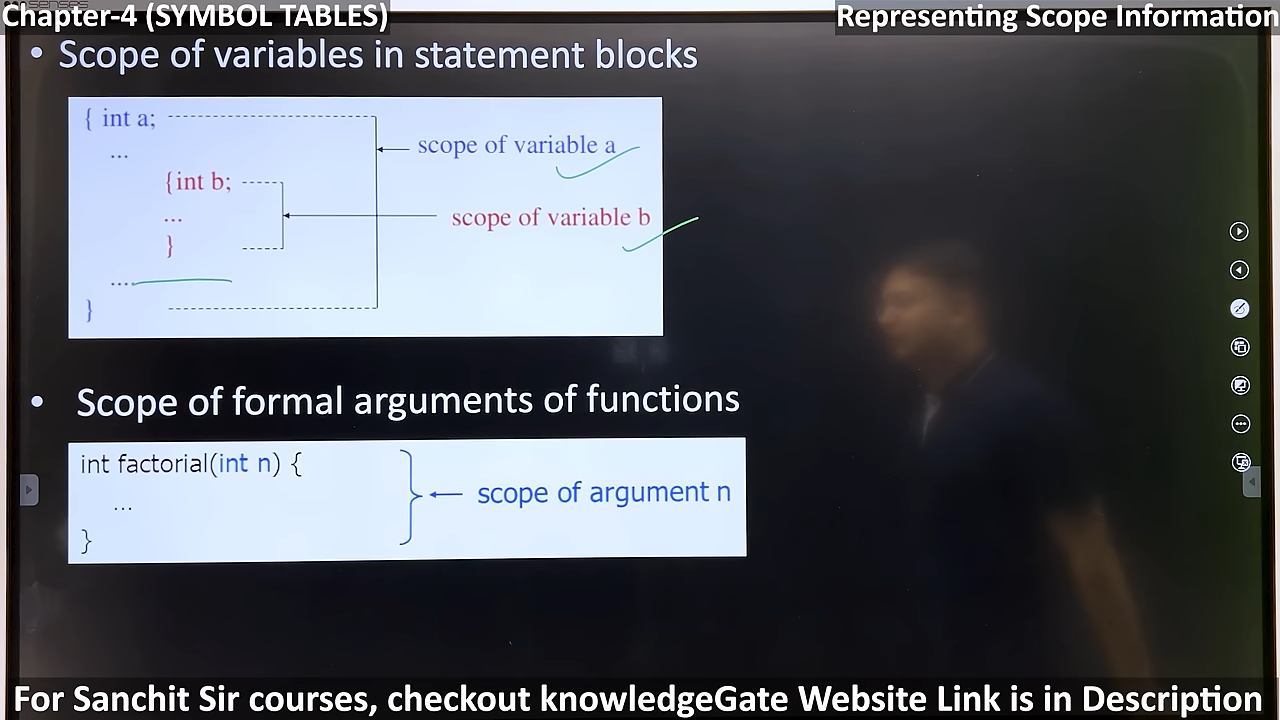 Chapter-4 (SYMBOL TABLES)
Representing Scope Information
• Scope of variables in statement blocks
{ int a;
...
scope of variable a
{int b;
...
scope of variable b
}
...
}
• Scope of formal arguments of functions
int factorial(int n) {
...
scope of argument n
}
For Sanchit Sir courses, checkout knowledgeGate Website Link is in Description